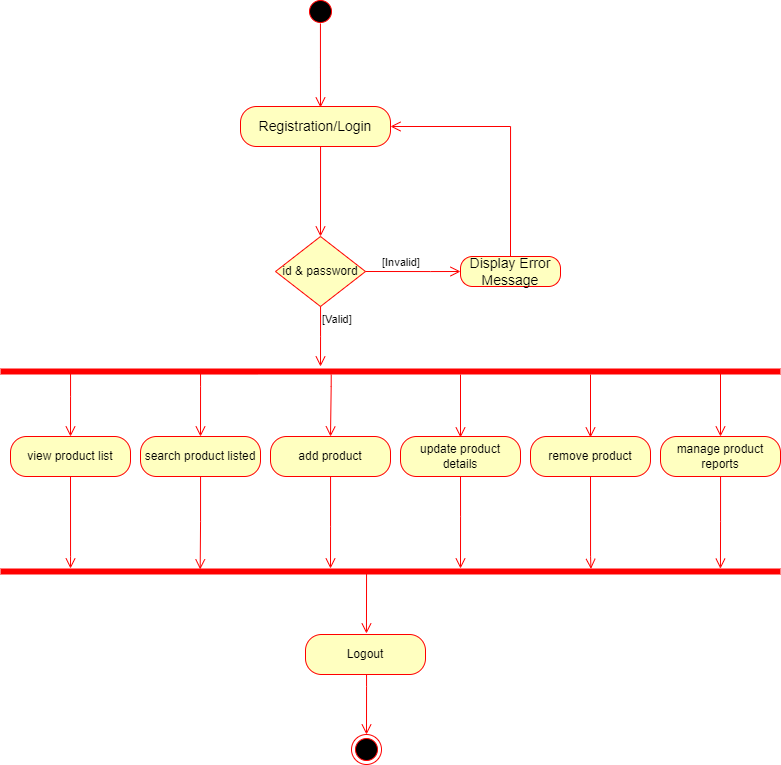 Registration/Login
id & password
[Invalid]
Display Error
Message
[Valid]
view product list
search product listed
add product
update product
details
remove product
manage product
reports
Logout